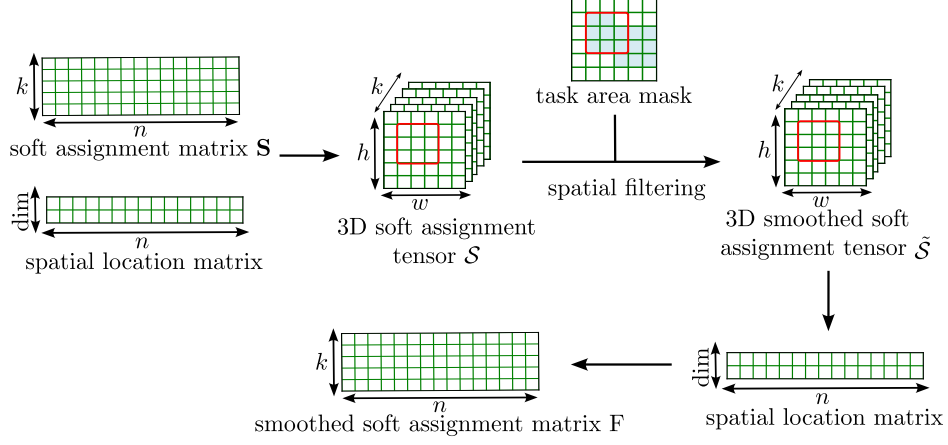 k
n
soft assignment matrix S
dim
n
spatial location matrix
k
h
w
3D soft assignment
tensor 𝒮
task area mask
spatial filtering
k
h
w
3D smoothed soft
assignment tensor 𝒮̃
dim
n
spatial location matrix
k
n
smoothed soft assignment matrix F